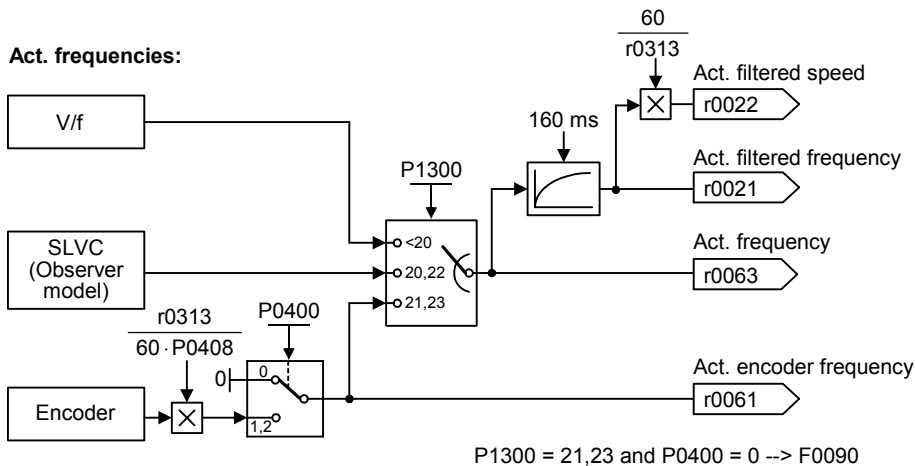 60
r0313
Act. frequencies:
Act. filtered speed
r0022
V/f
160 ms
Act. filtered frequency
r0021
P1300
SLVC
(Observer
model)
<20
20,22
21,23
Act. frequency
r0063
r0313
60 · P0408
P0400
Act. encoder frequency
r0061
0
0
1,2
Encoder
×
×
P1300 = 21,23 and P0400 = 0 --> F0090